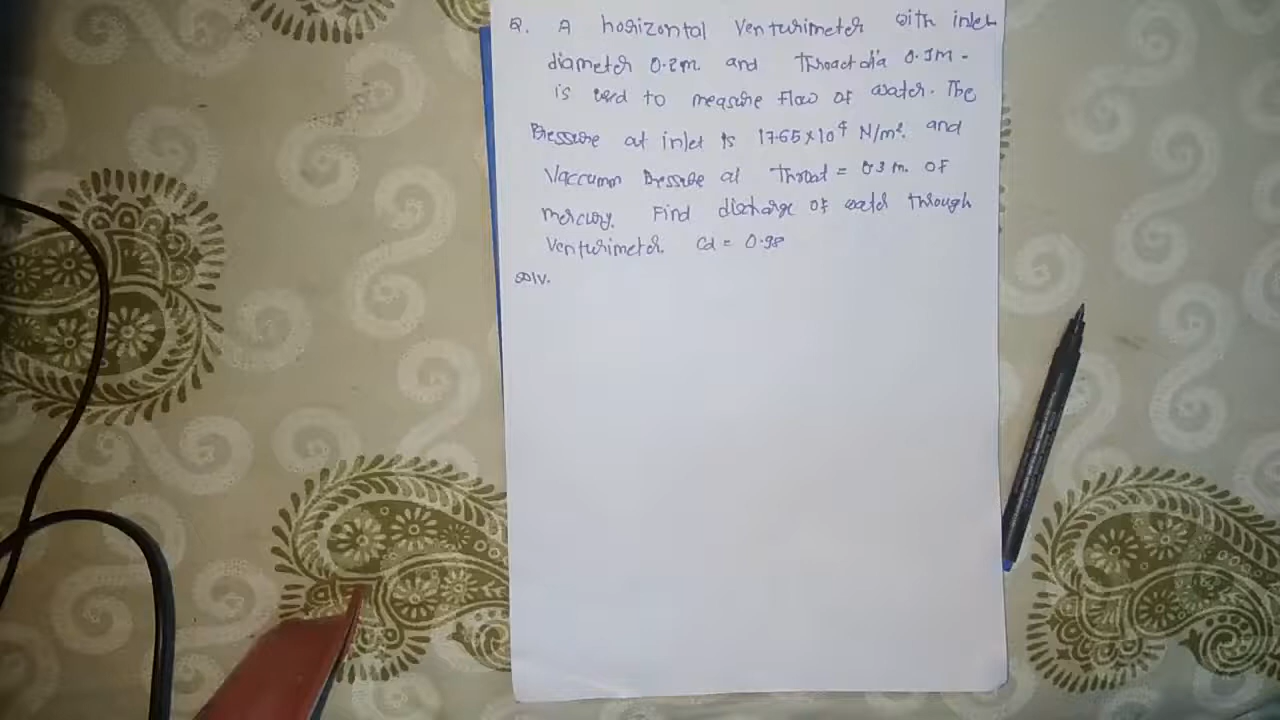 Q. A horizontal Venturimeter with inlet
diameter 0.2m and Throat dia 0.1m.
is used to measure flow of water. The
Pressure at inlet is 17.65×10⁴ N/m². and
Vaccumm Pressure at Throat = 0.3 m. of
mercury. Find discharge of water through
Venturimeter. Cd = 0.98
Solv.